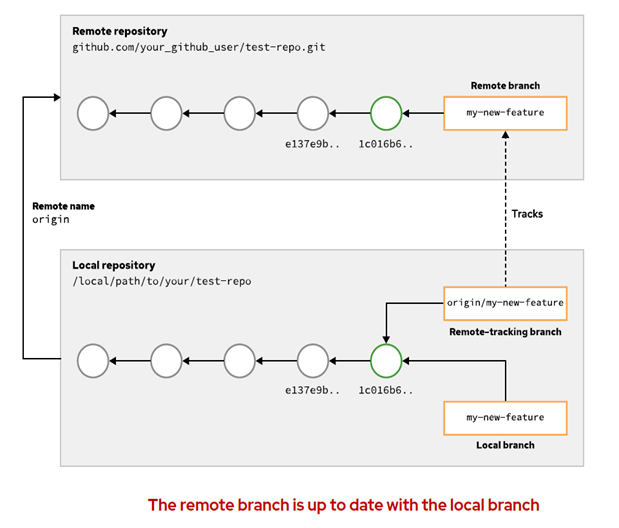 Remote repository
github.com/your_github_user/test-repo.git
Remote branch
my-new-feature
e137e9b..
1c016b6..
Remote name
origin
Tracks
Local repository
/local/path/to/your/test-repo
origin/my-new-feature
Remote-tracking branch
e137e9b..
1c016b6..
my-new-feature
Local branch
The remote branch is up to date with the local branch